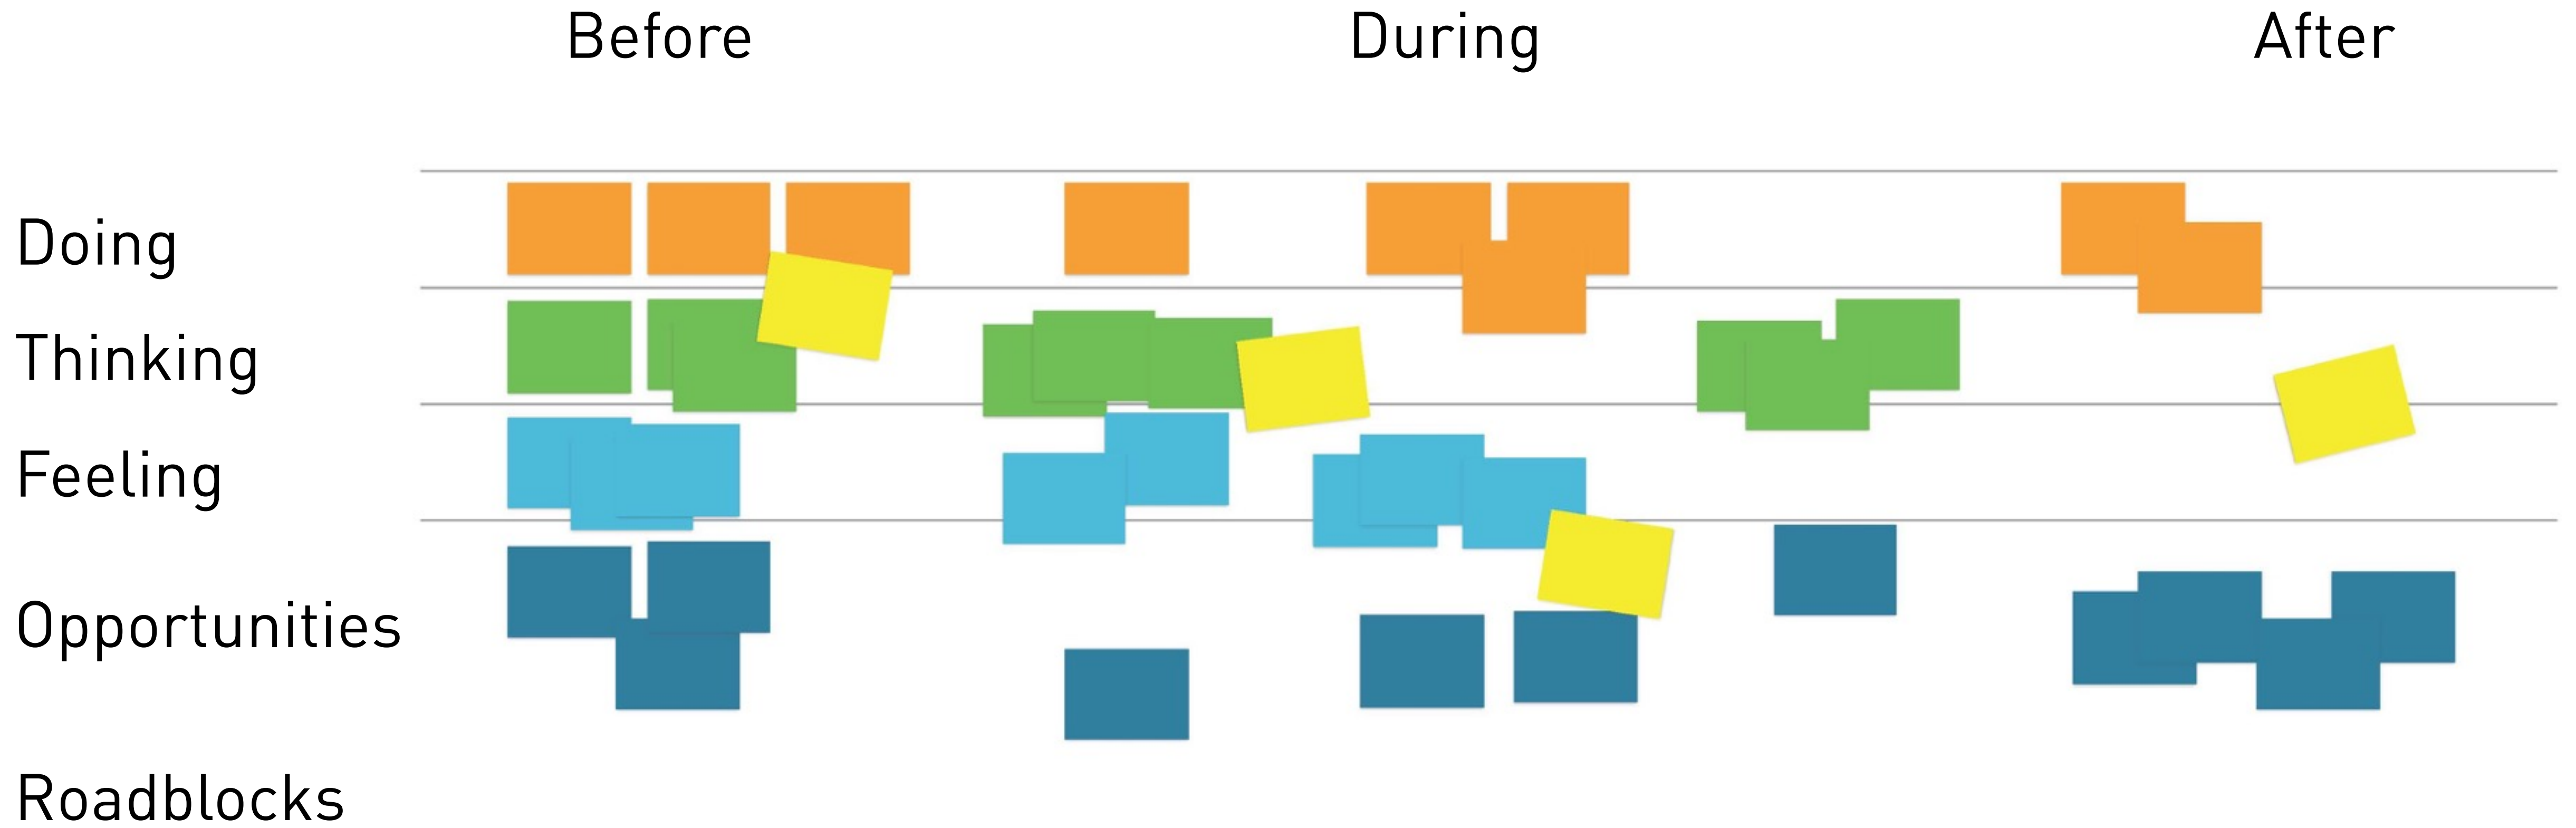 Before During After
Doing
Thinking
Feeling
Opportunities
Roadblocks